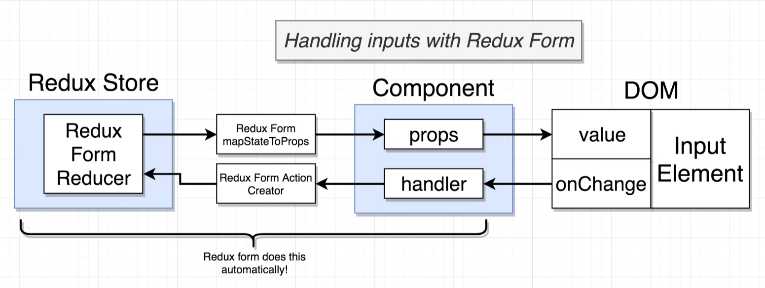 Handling inputs with Redux Form
Redux Store
Component
DOM
Redux
Form
Reducer
Redux Form
mapStateToProps
props
value
Input
Element
Redux Form Action
Creator
handler
onChange
Redux form does this
automatically!